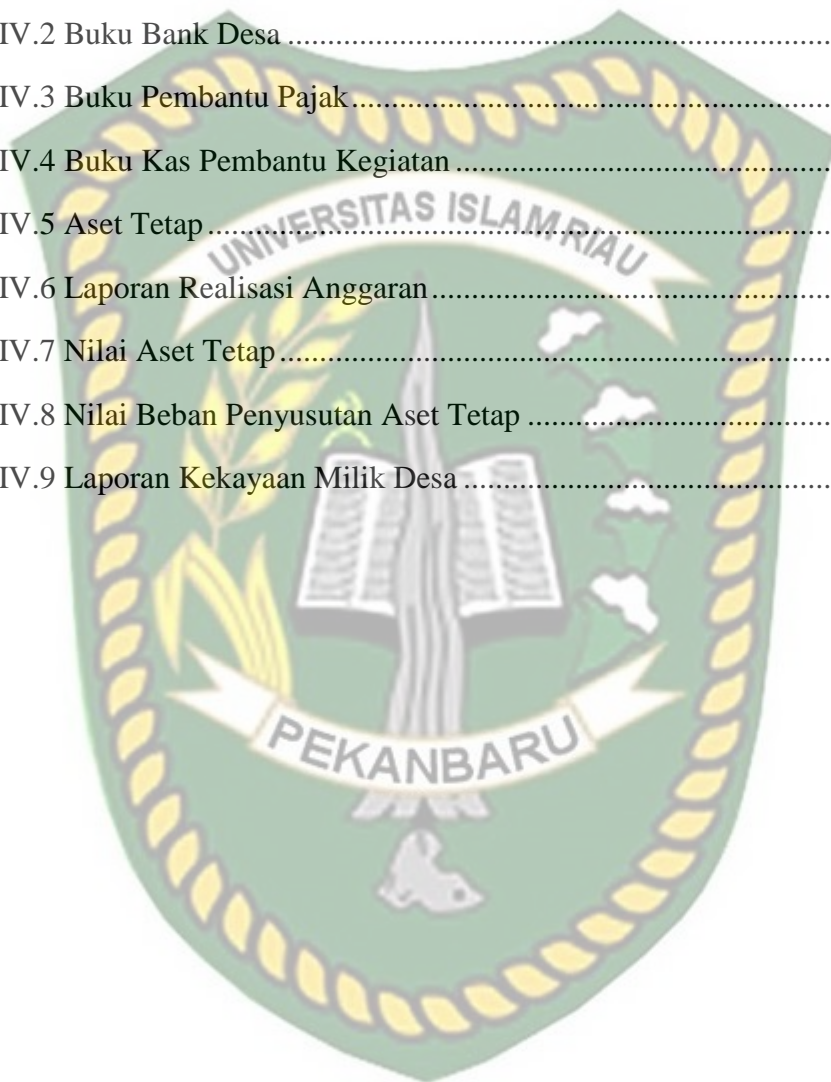 IV.2 Buku Bank Desa ........................................................................
IV.3 Buku Pembantu Pajak ................................................................
IV.4 Buku Kas Pembantu Kegiatan ..................................................
IV.5 Aset Tetap ...................................................................................
UNIVERSITAS ISLAM RIAU
IV.6 Laporan Realisasi Anggaran ......................................................
IV.7 Nilai Aset Tetap ..........................................................................
IV.8 Nilai Beban Penyusutan Aset Tetap ........................................
IV.9 Laporan Kekayaan Milik Desa .................................................
PEKANBARU